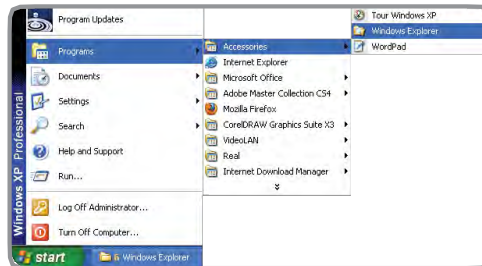 Program Updates
Programs
Documents
Settings
Search
Help and Support
Run...
Log Off Administrator...
Turn Off Computer...
Windows XP Professional
start
6 Windows Explorer
Accessories
Internet Explorer
Microsoft Office
Adobe Master Collection CS4
Mozilla Firefox
CorelDRAW Graphics Suite X3
VideoLAN
Real
Internet Download Manager
Tour Windows XP
Windows Explorer
WordPad